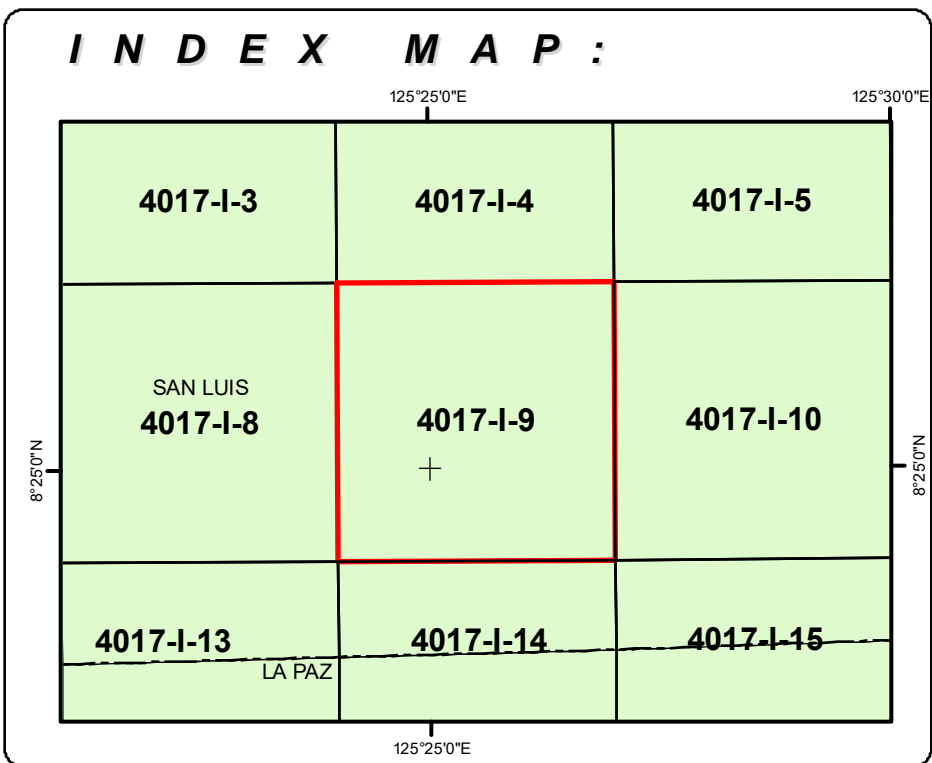 INDEX MAP:
125°25'0"E 125°30'0"E
4017-I-3 4017-I-4 4017-I-5
SAN LUIS
4017-I-8 4017-I-9 4017-I-10
8°25'0"N 8°25'0"N
4017-I-13 4017-I-14 4017-I-15
LA PAZ
125°25'0"E